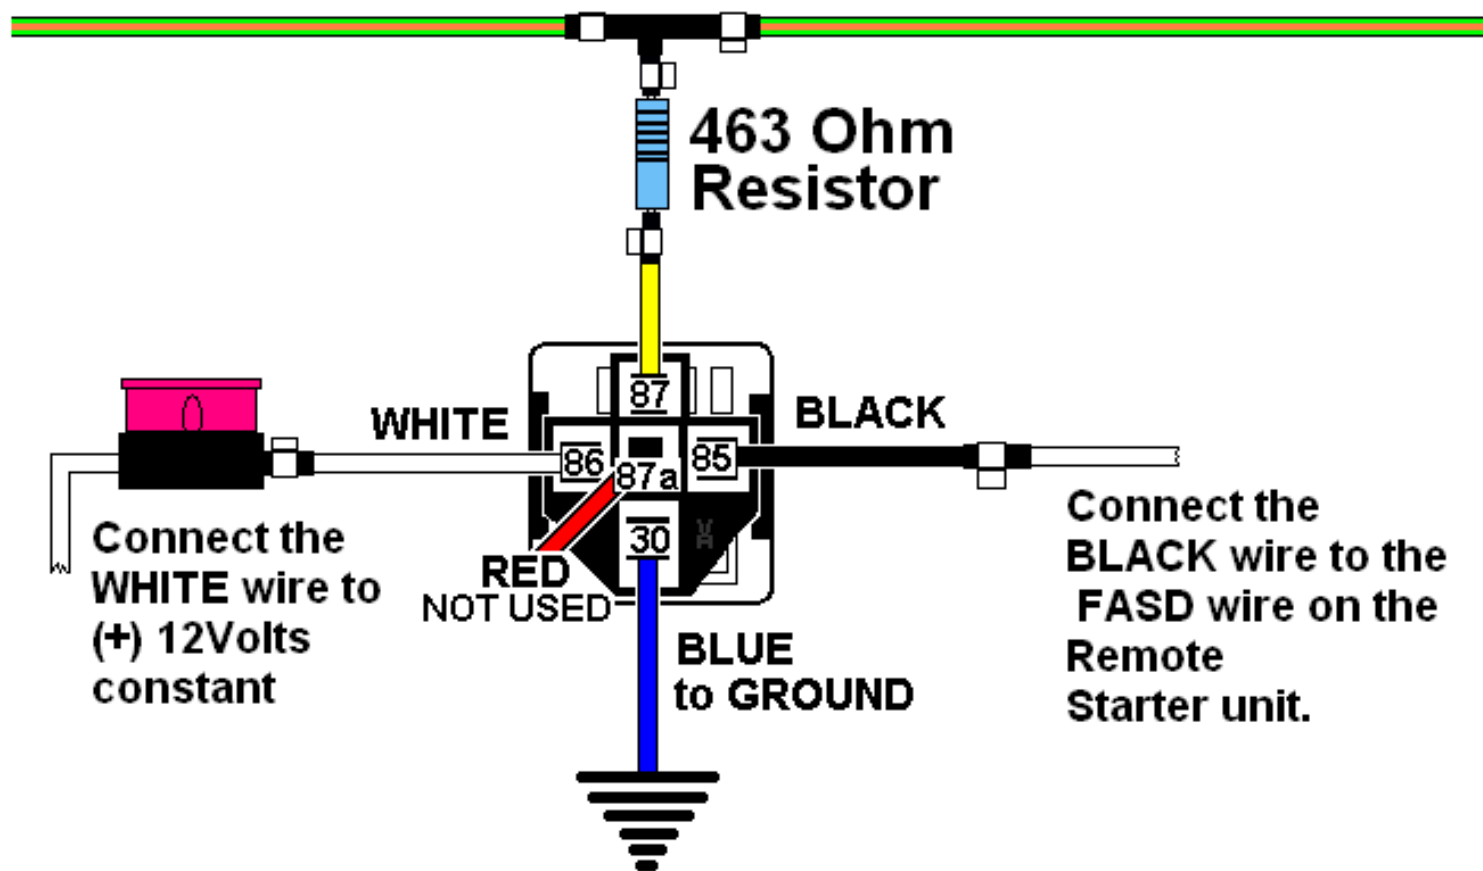 463 Ohm
Resistor
87
WHITE
BLACK
86
87a
85
30
RED
NOT USED
Connect the
WHITE wire to
(+) 12Volts
constant
BLUE
to GROUND
Connect the
BLACK wire to the
FASD wire on the
Remote
Starter unit.